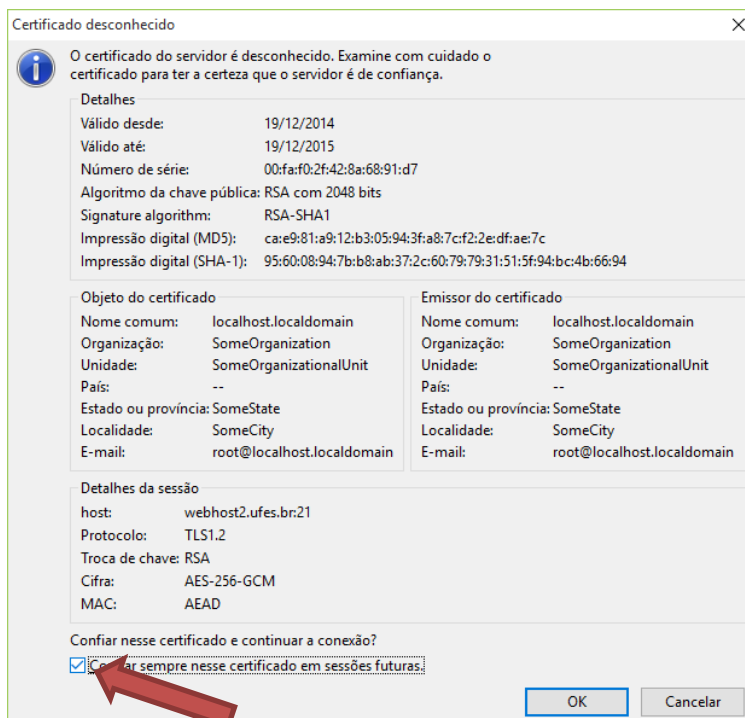 Certificado desconhecido
O certificado do servidor é desconhecido. Examine com cuidado o
certificado para ter a certeza que o servidor é de confiança.
Detalhes
Válido desde: 19/12/2014
Válido até: 19/12/2015
Número de série: 00:fa:f0:2f:42:8a:68:91:d7
Algoritmo da chave pública: RSA com 2048 bits
Signature algorithm: RSA-SHA1
Impressão digital (MD5): ca:e9:81:a9:12:b3:05:94:3f:a8:7c:f2:2e:df:ae:7c
Impressão digital (SHA-1): 95:60:08:94:7b:b8:ab:37:2c:60:79:79:31:51:5f:94:bc:4b:66:94
Objeto do certificado
Nome comum: localhost.localdomain
Organização: SomeOrganization
Unidade: SomeOrganizationalUnit
País: --
Estado ou província: SomeState
Localidade: SomeCity
E-mail: root@localhost.localdomain
Emissor do certificado
Nome comum: localhost.localdomain
Organização: SomeOrganization
Unidade: SomeOrganizationalUnit
País: --
Estado ou província: SomeState
Localidade: SomeCity
E-mail: root@localhost.localdomain
Detalhes da sessão
host: webhost2.ufes.br:21
Protocolo: TLS1.2
Troca de chave: RSA
Cifra: AES-256-GCM
MAC: AEAD
Confiar nesse certificado e continuar a conexão?
sempre nesse certificado em sessões futuras.
OK Cancelar